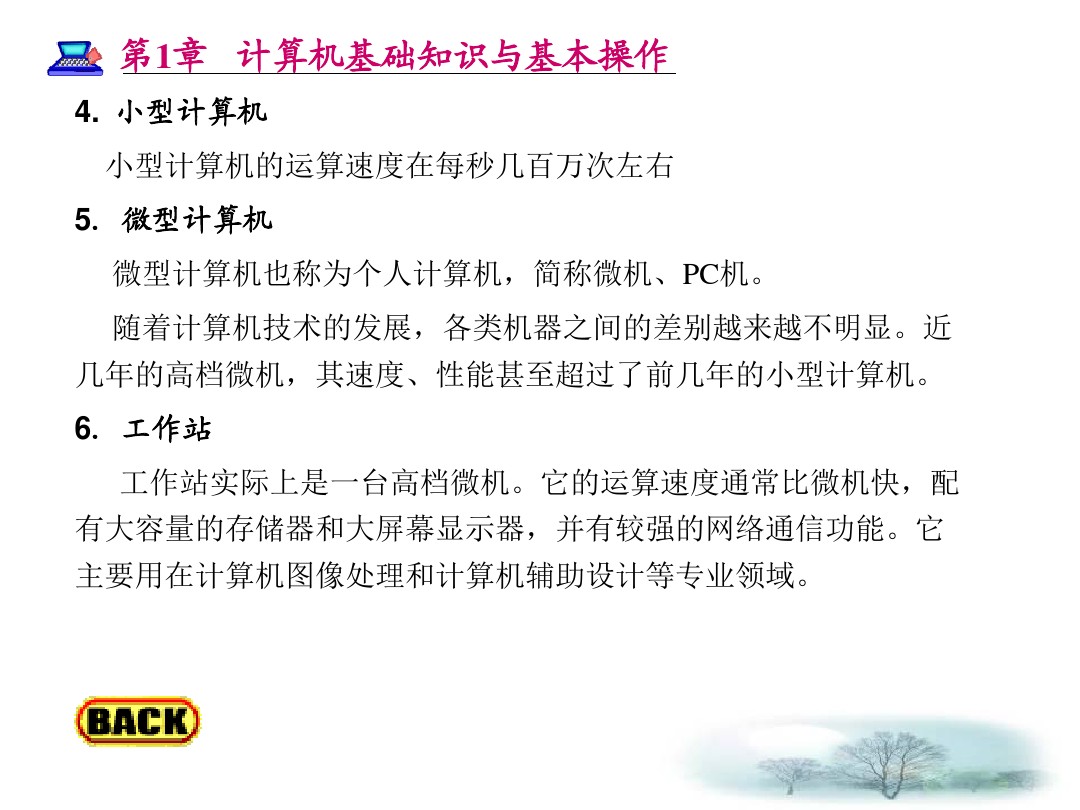 第1章 计算机基础知识与基本操作
4. 小型计算机
小型计算机的运算速度在每秒几百万次左右
5. 微型计算机
微型计算机也称为个人计算机，简称微机、PC机。
随着计算机技术的发展，各类机器之间的差别越来越不明显。近
几年的高档微机，其速度、性能甚至超过了前几年的小型计算机。
6. 工作站
工作站实际上是一台高档微机。它的运算速度通常比微机快，配
有大容量的存储器和大屏幕显示器，并有较强的网络通信功能。它
主要用在计算机图像处理和计算机辅助设计等专业领域。
BACK